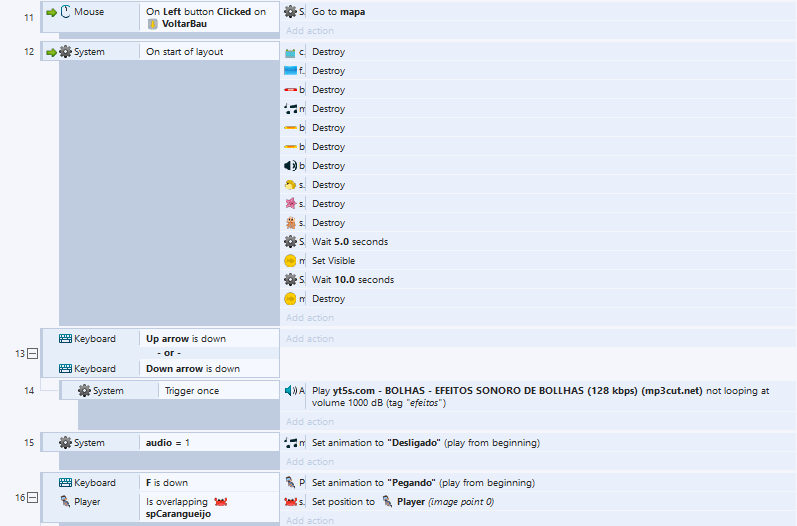 11 Mouse On Left button Clicked on S. Go to mapa
VoltarBau
Add action
12 System On start of layout c. Destroy
f. Destroy
b Destroy
m Destroy
b Destroy
b Destroy
b Destroy
s. Destroy
s. Destroy
s. Destroy
S. Wait 5.0 seconds
m Set Visible
S. Wait 10.0 seconds
m Destroy
Add action
13 Keyboard Up arrow is down Add action
- or -
Keyboard Down arrow is down
14 System Trigger once A Play yt5s.com - BOLHAS - EFEITOS SONORO DE BOLLHAS (128 kbps) (mp3cut.net) not looping at
volume 1000 dB (tag "efeitos")
Add action
15 System audio = 1 m Set animation to "Desligado" (play from beginning)
Add action
16 Keyboard F is down P Set animation to "Pegando" (play from beginning)
Player Is overlapping s. Set position to Player (image point 0)
spCarangueijo
Add action